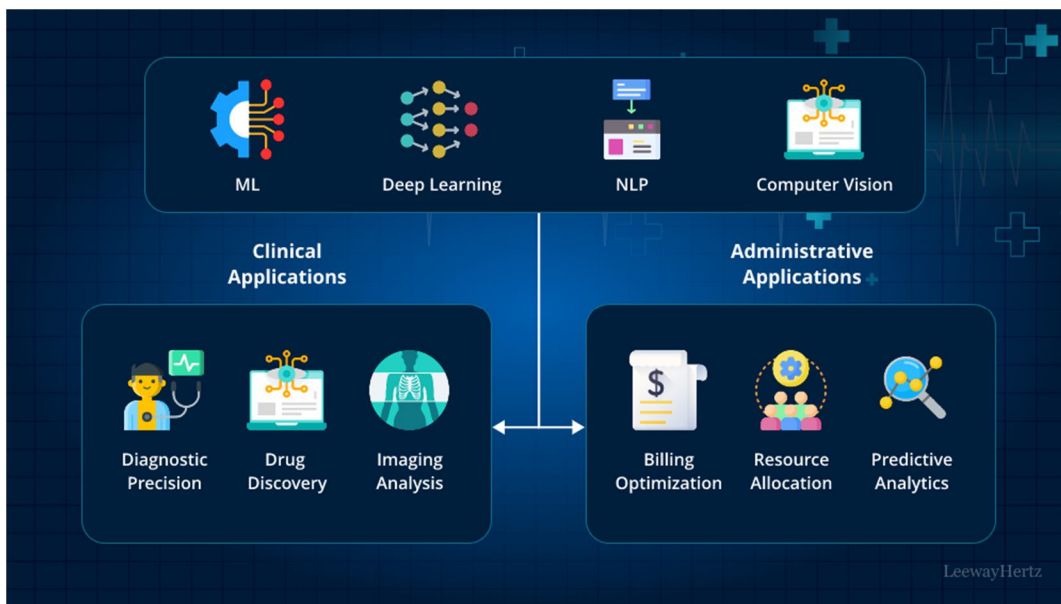 ML
Deep Learning
NLP
Computer Vision
Clinical
Applications
Administrative
Applications
Diagnostic
Precision
Drug
Discovery
Imaging
Analysis
$
Billing
Optimization
Resource
Allocation
Predictive
Analytics
LeewayHertz